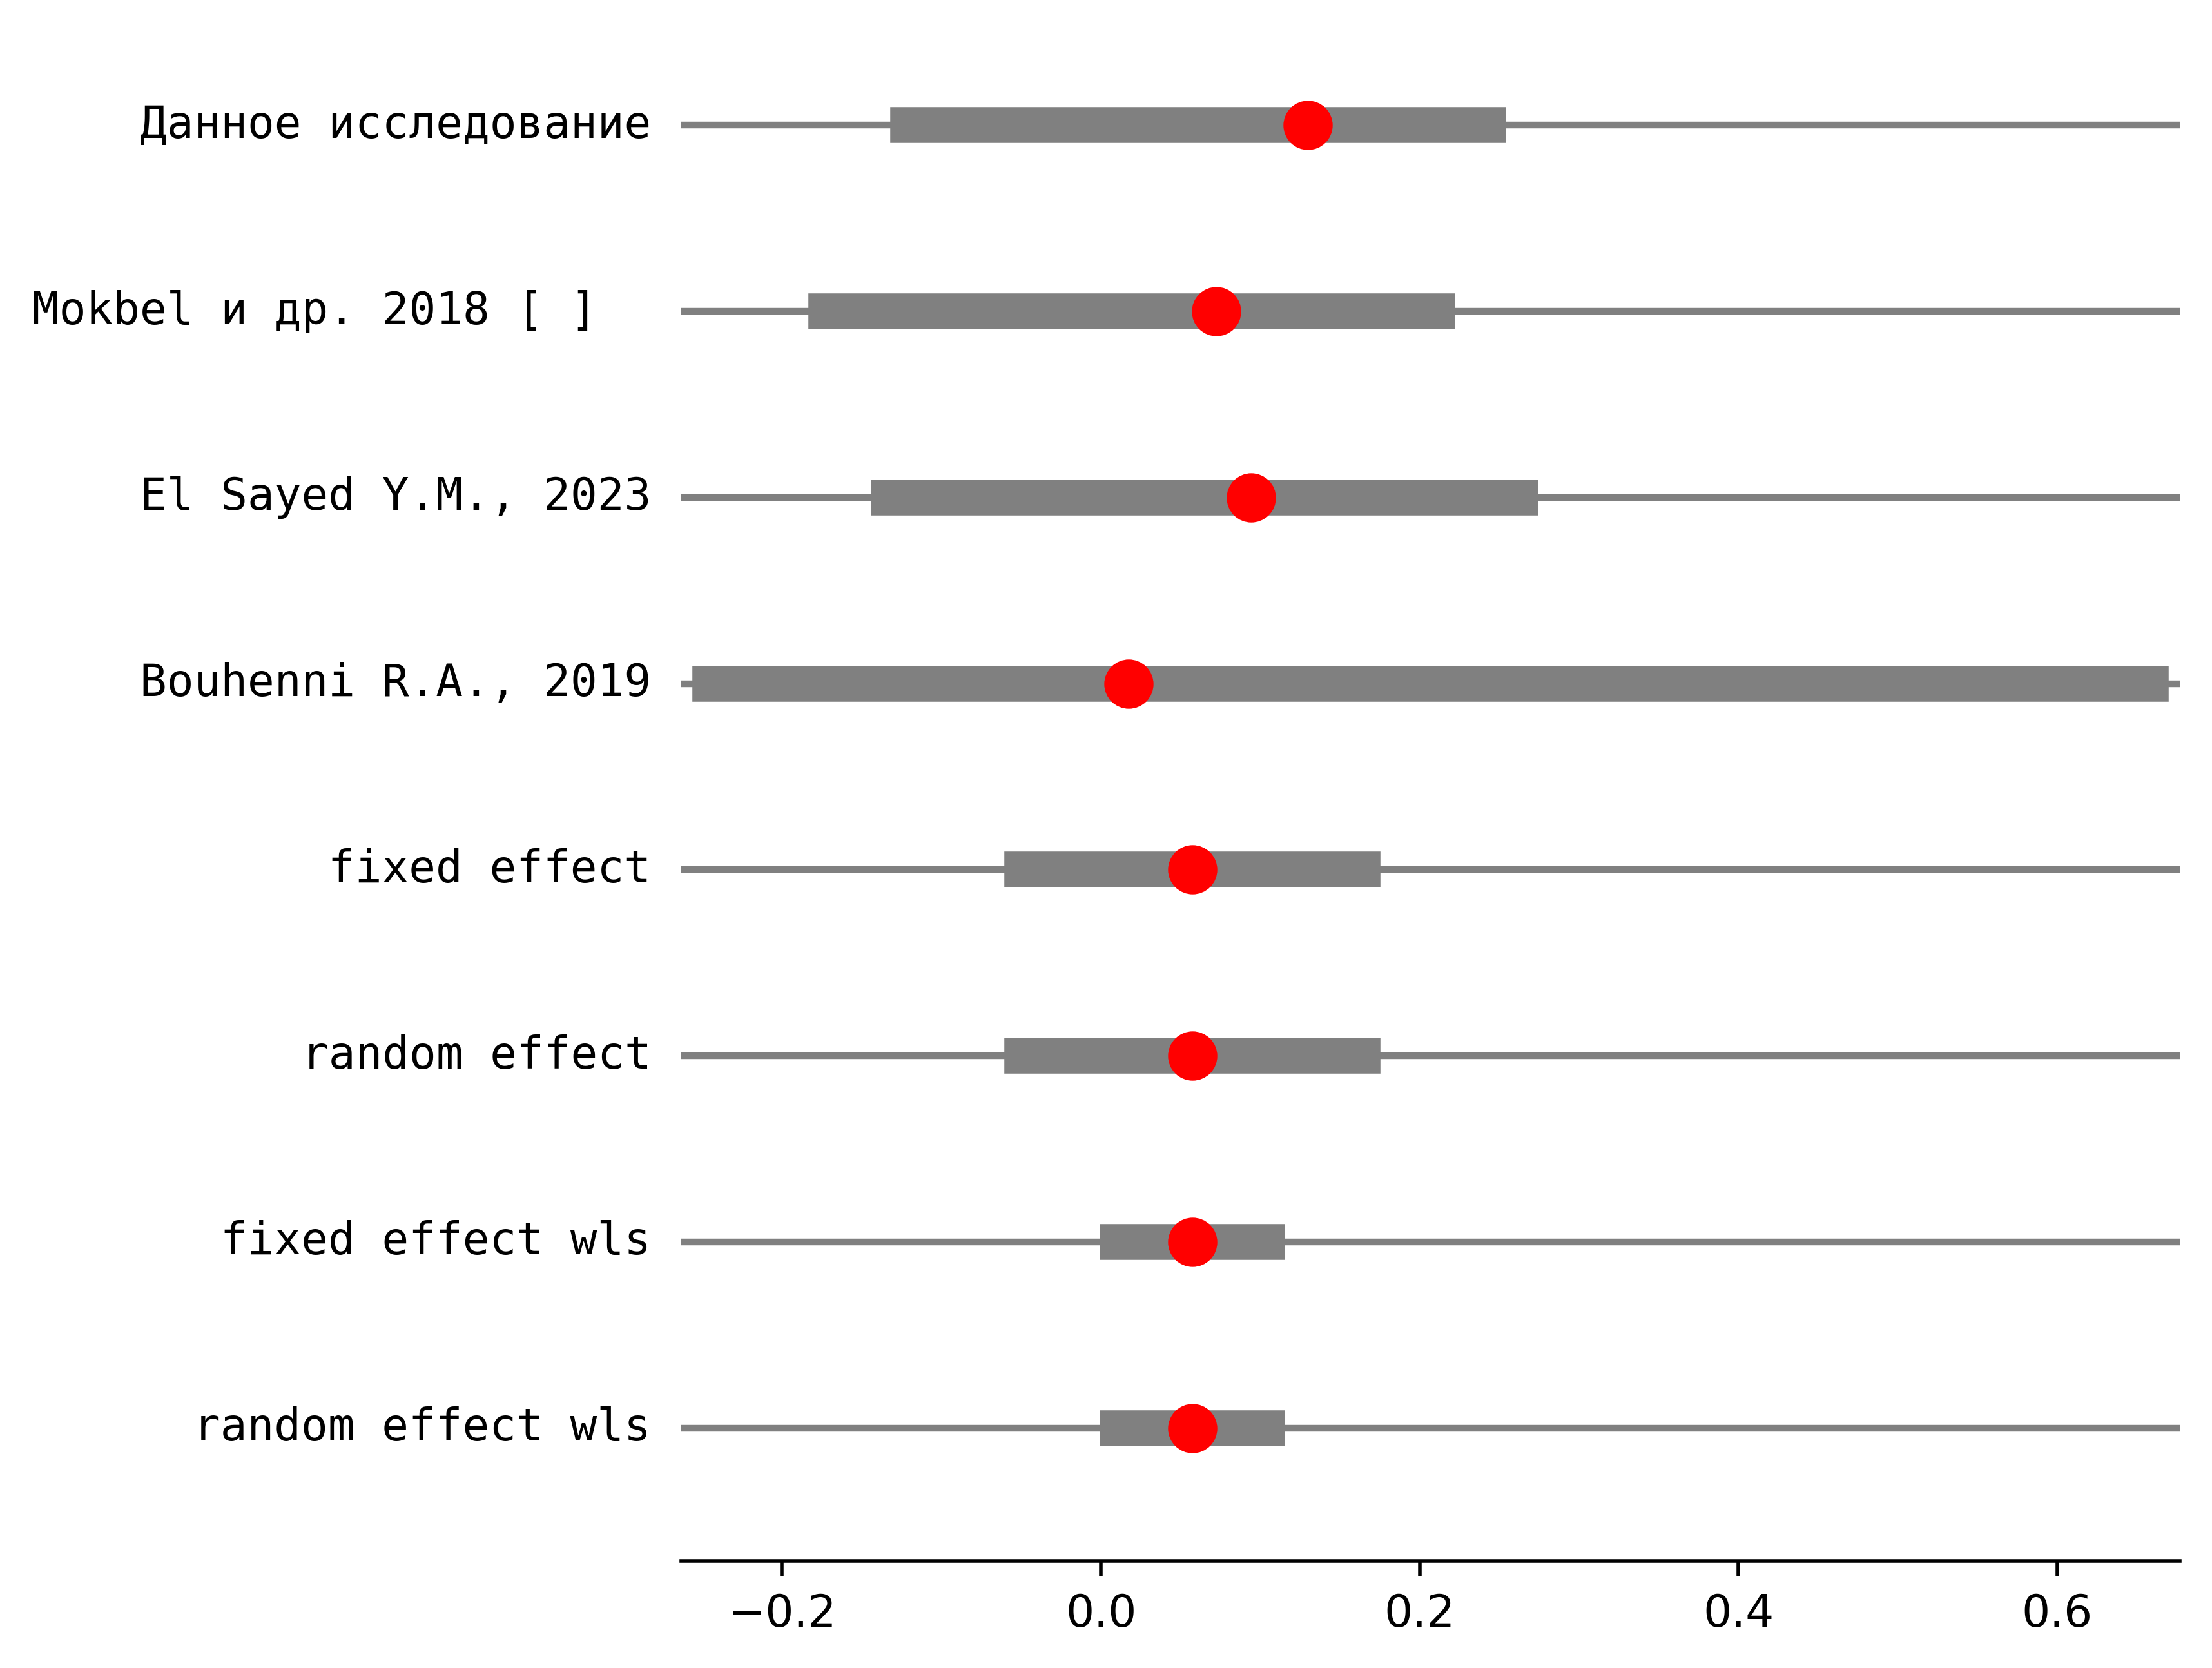 Данное исследование
Mokbel и др. 2018 [ ]
El Sayed Y.M., 2023
Bouhenni R.A., 2019
fixed effect
random effect
fixed effect wls
random effect wls
−0.2 0.0 0.2 0.4 0.6